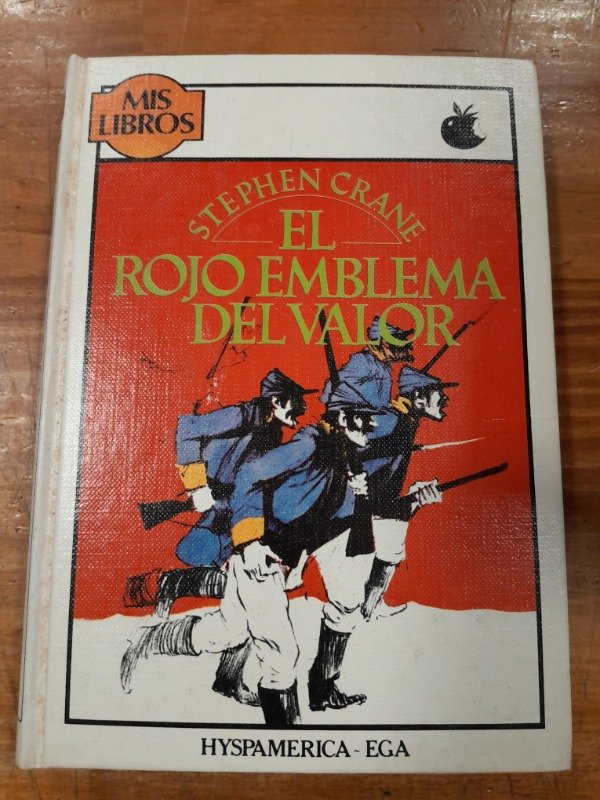 MIS
LIBROS
STEPHEN CRANE
EL
ROJO EMBLEMA
DEL VALOR
HYSPAMERICA - EGA